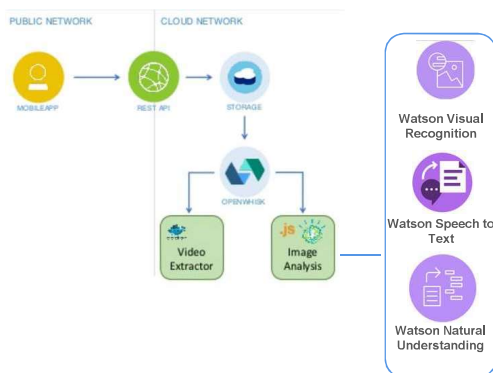 PUBLIC NETWORK
CLOUD NETWORK
MOBILEAPP
REST API
STORAGE
OPENWHISK
docker
Video
Extractor
.js
Image
Analysis
Watson Visual
Recognition
Watson Speech to
Text
Watson Natural
Understanding